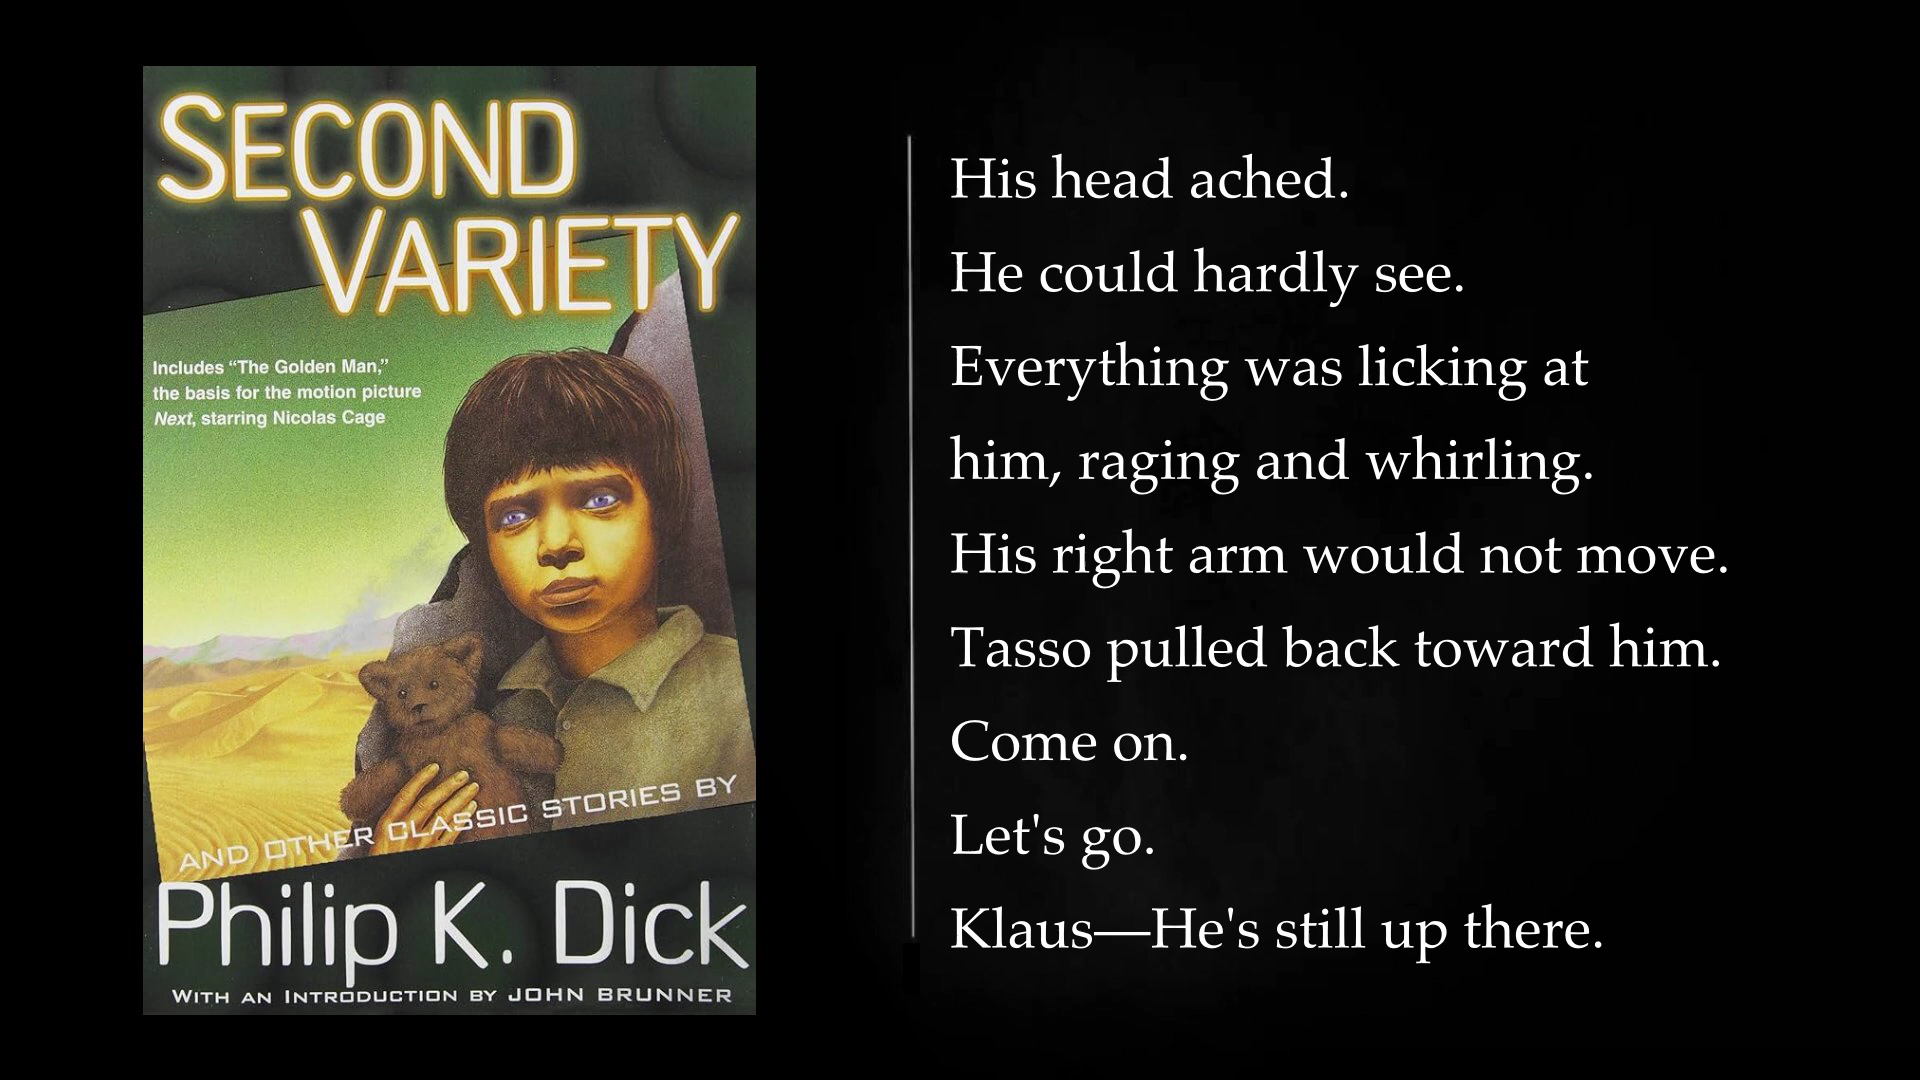 SECOND
VARIETY
Includes “The Golden Man,”
the basis for the motion picture
Next, starring Nicolas Cage
AND OTHER CLASSIC STORIES BY
Philip K. Dick
WITH AN INTRODUCTION BY JOHN BRUNNER
His head ached.
He could hardly see.
Everything was licking at
him, raging and whirling.
His right arm would not move.
Tasso pulled back toward him.
Come on.
Let's go.
Klaus—He's still up there.